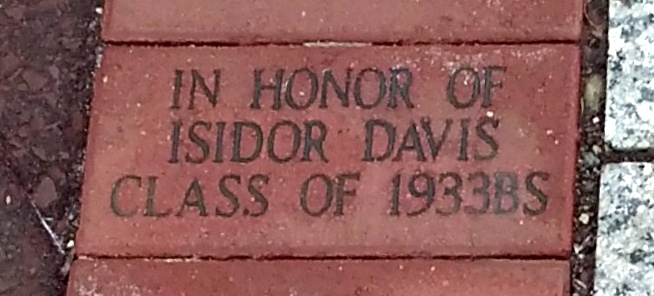 IN HONOR OF
ISIDOR DAVIS
CLASS OF 1933BS